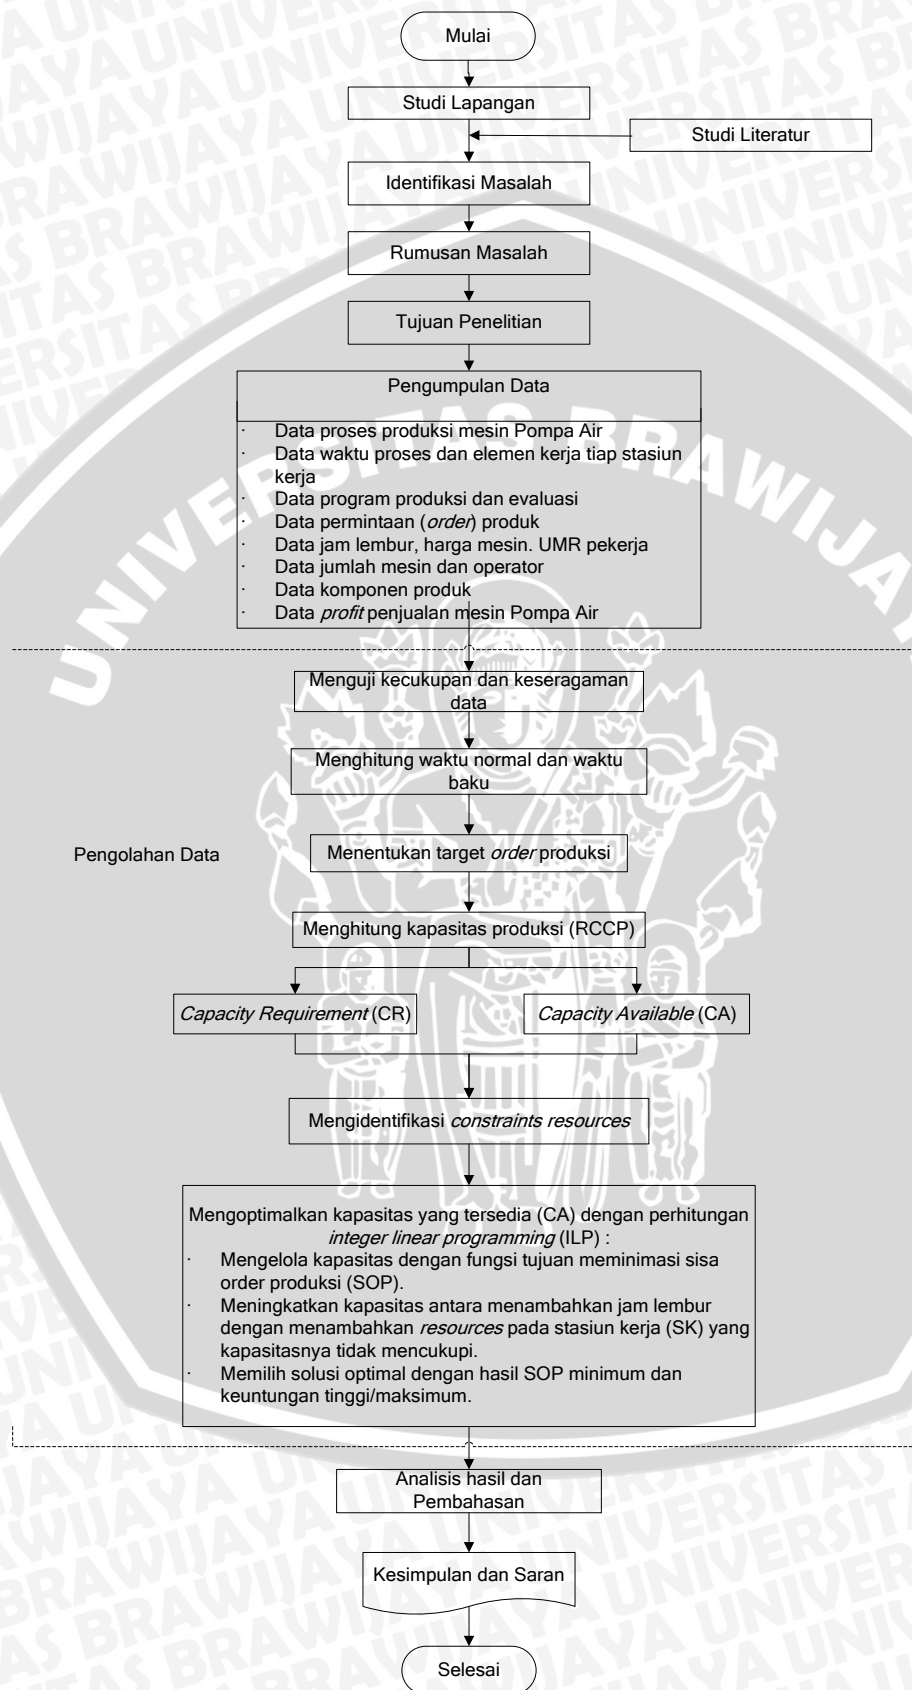 Mulai
Studi Lapangan
Studi Literatur
Identifikasi Masalah
Rumusan Masalah
Tujuan Penelitian
Pengumpulan Data
· Data proses produksi mesin Pompa Air
· Data waktu proses dan elemen kerja tiap stasiun
kerja
· Data program produksi dan evaluasi
· Data permintaan (order) produk
· Data jam lembur, harga mesin. UMR pekerja
· Data jumlah mesin dan operator
· Data komponen produk
· Data profit penjualan mesin Pompa Air
Menguji kecukupan dan keseragaman
data
Menghitung waktu normal dan waktu
baku
Pengolahan Data
Menentukan target order produksi
Menghitung kapasitas produksi (RCCP)
Capacity Requirement (CR)
Capacity Available (CA)
Mengidentifikasi constraints resources
Mengoptimalkan kapasitas yang tersedia (CA) dengan perhitungan
integer linear programming (ILP) :
· Mengelola kapasitas dengan fungsi tujuan meminimasi sisa
order produksi (SOP).
· Meningkatkan kapasitas antara menambahkan jam lembur
dengan menambahkan resources pada stasiun kerja (SK) yang
kapasitasnya tidak mencukupi.
· Memilih solusi optimal dengan hasil SOP minimum dan
keuntungan tinggi/maksimum.
Analisis hasil dan
Pembahasan
Kesimpulan dan Saran
Selesai
UNIVERSITAS BRAWIJAYA